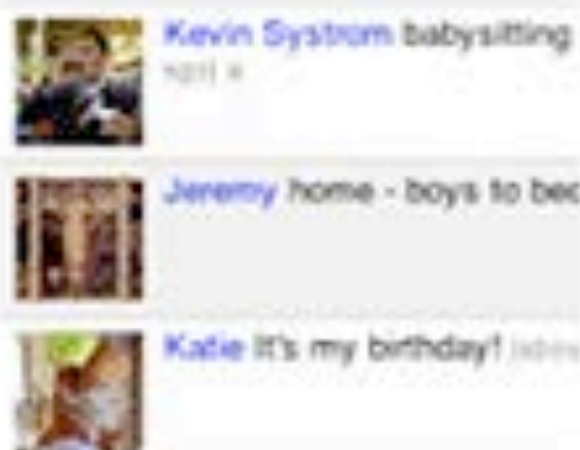 Kevin Systrom babysitting
Jeremy home - boys to bed
Katie It's my birthday!